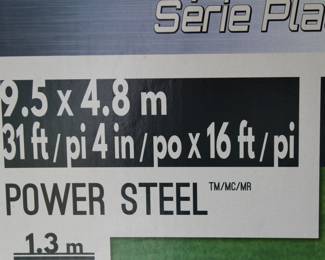 Série Pla
9.5 x 4.8 m
31 ft / pi 4 in / po x 16 ft / pi
POWER STEEL TM/MC/MR
1.3 m